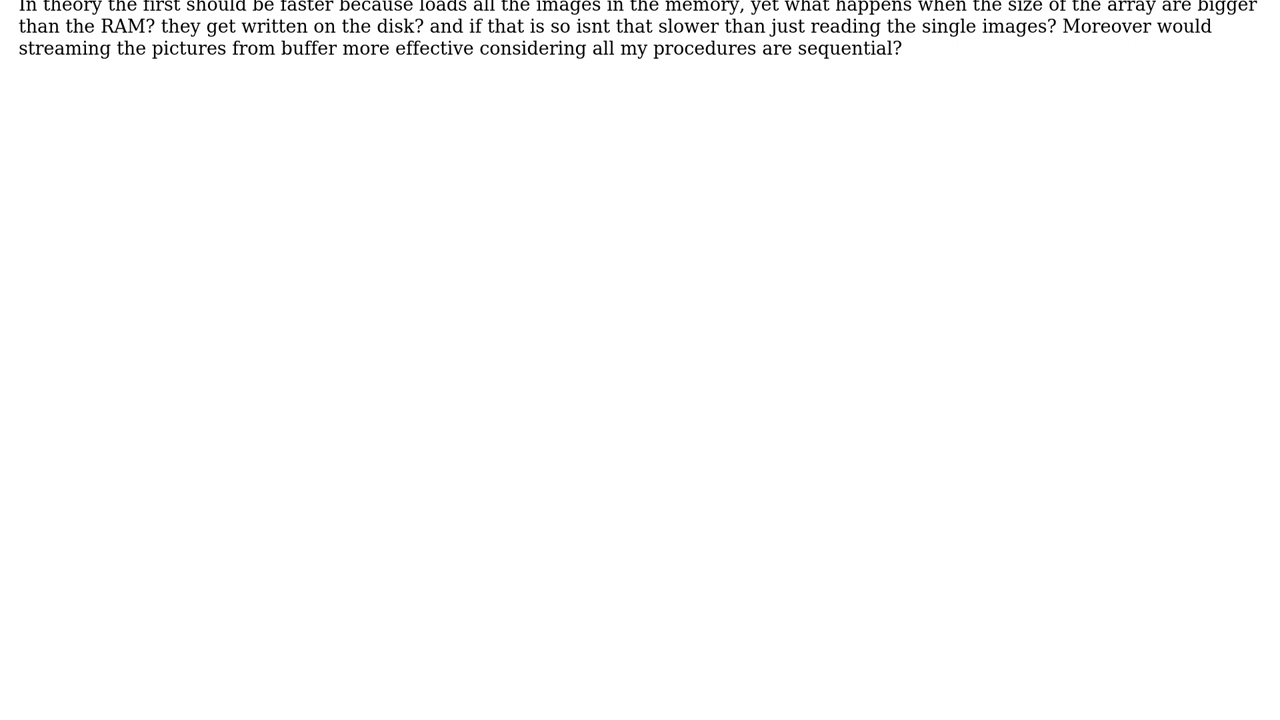 In theory the first should be faster because loads all the images in the memory, yet what happens when the size of the array are bigger
than the RAM? they get written on the disk? and if that is so isnt that slower than just reading the single images? Moreover would
streaming the pictures from buffer more effective considering all my procedures are sequential?